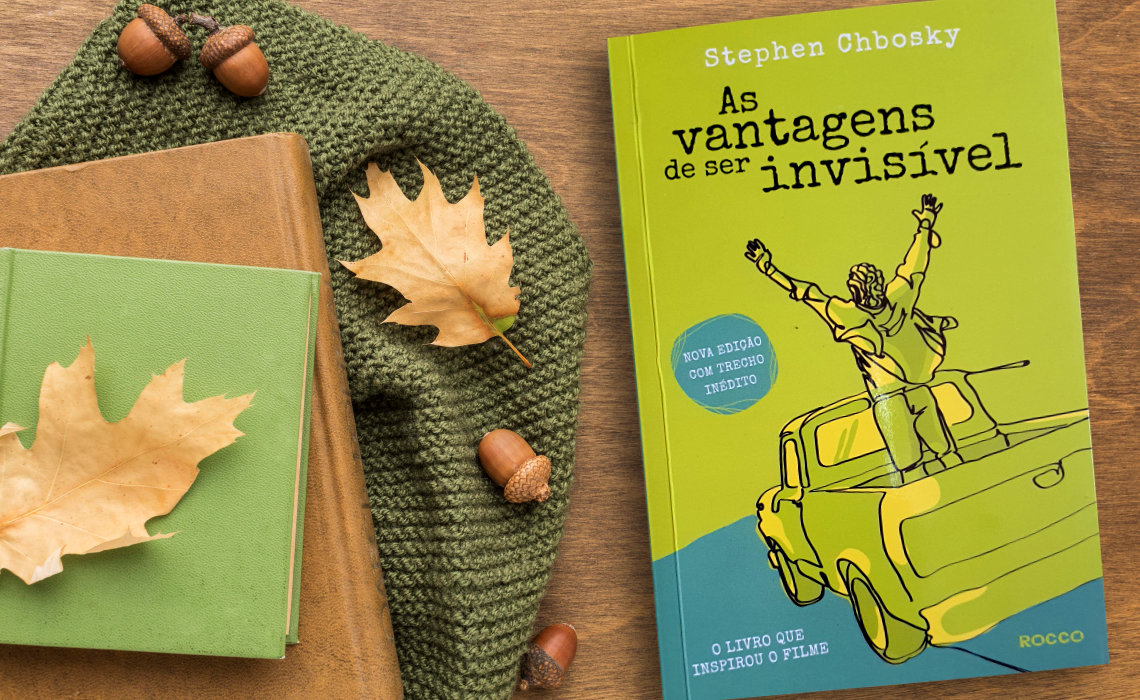 Stephen Chbosky
As
vantagens
de ser invisível
NOVA EDIÇÃO
COM TRECHO
INÉDITO
O LIVRO QUE
INSPIROU O FILME
ROCCO